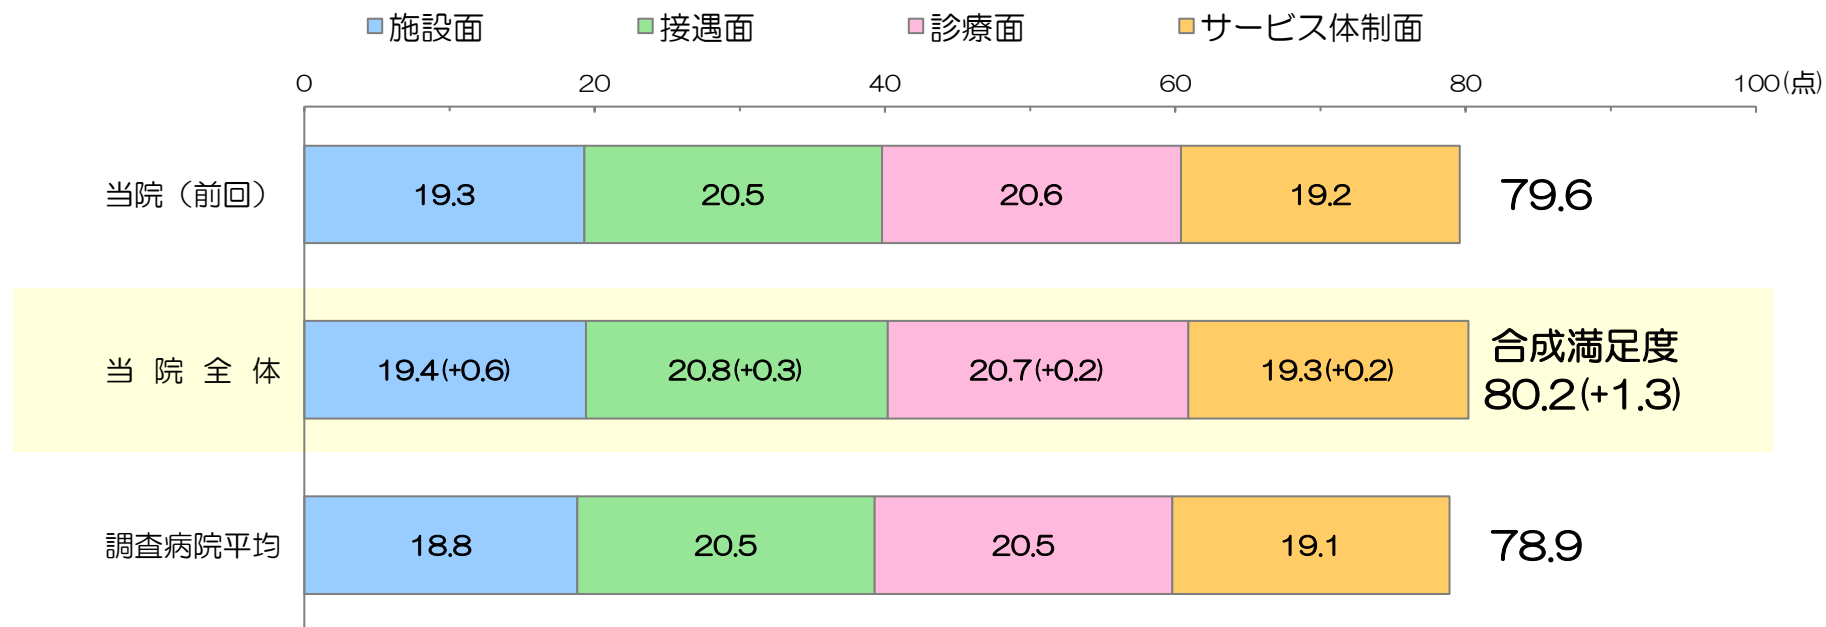 施設面 接遇面 診療面 サービス体制面
0 20 40 60 80 100(点)
当院（前回） 19.3 20.5 20.6 19.2 79.6
合成満足度
当院全体 19.4(+0.6) 20.8(+0.3) 20.7(+0.2) 19.3(+0.2) 80.2(+1.3)
調査病院平均 18.8 20.5 20.5 19.1 78.9